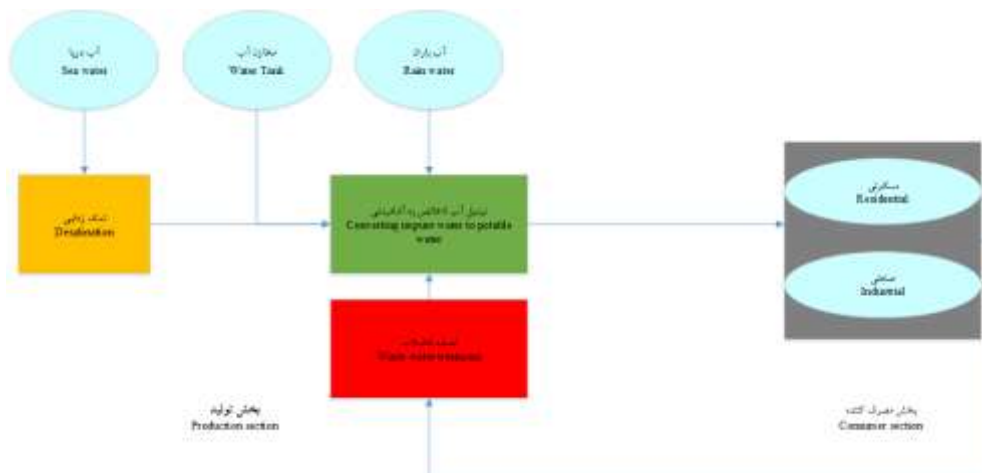 آب دریا
Sea water
مخازن آب
Water Tank
آب باران
Rain water
نمک زدایی
Desalination
تبدیل آب ناخالص به آشامیدنی
Converting impure water to potable
water
مسکونی
Residential
صنعتی
Industrial
تصفیه فاضلاب
Waste water treatment
بخش تولید
Production section
بخش مصرف کننده
Consumer section